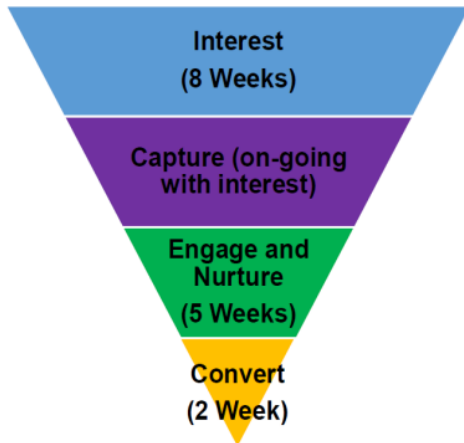 Interest
(8 Weeks)
Capture (on-going
with interest)
Engage and
Nurture
(5 Weeks)
Convert
(2 Week)